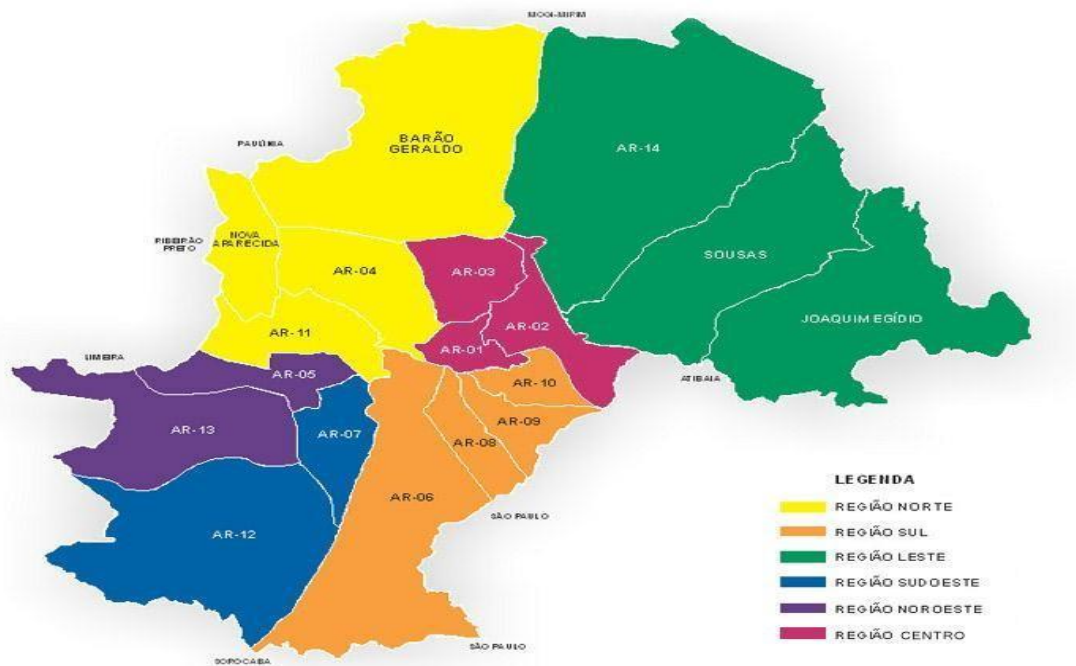 MOGI-MIRIM
BARÃO
GERALDO
PAULÍNIA
AR-14
NOVA
APARECIDA
RIBEIRÃO
PRETO
AR-04
AR-03
SOUSAS
AR-11
AR-02
JOAQUIM EGÍDIO
AR-01
LIMEIRA
AR-05
AR-10
ATIBAIA
AR-13
AR-07
AR-09
AR-08
AR-06
SÃO PAULO
AR-12
SÃO PAULO
SOROCABA
LEGENDA
REGIÃO NORTE
REGIÃO SUL
REGIÃO LESTE
REGIÃO SUDOESTE
REGIÃO NOROESTE
REGIÃO CENTRO